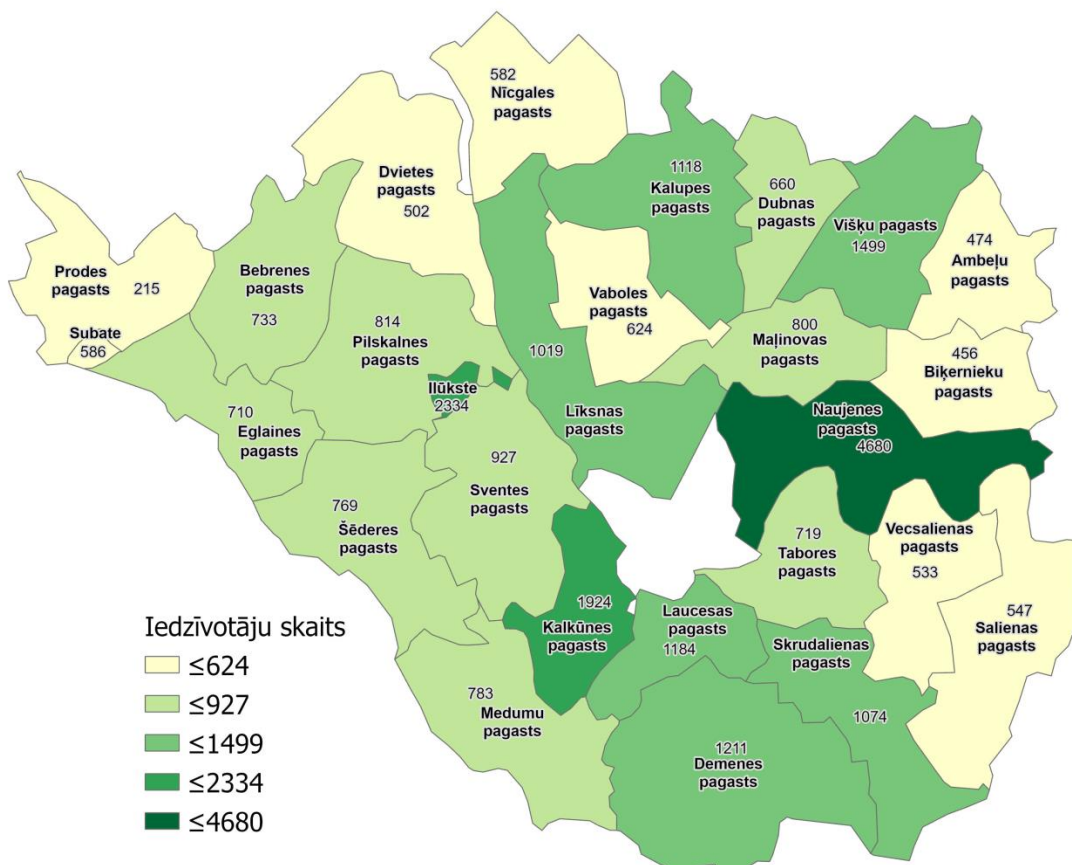 582
Nīcgales
pagasts
Dvietes
pagasts
502
1118
Kalupes
pagasts
660
Dubnas
pagasts
Višķu pagasts
1499
474
Ambeļu
pagasts
Prodes
pagasts
215
Subate
586
Bebrenes
pagasts
733
814
Pilskalnes
pagasts
Ilūkste
2334
1019
Līksnas
pagasts
Vaboles
pagasts
624
800
Maļinovas
pagasts
456
Biķernieku
pagasts
Naujenes
pagasts
4680
710
Eglaines
pagasts
927
Sventes
pagasts
769
Šēderes
pagasts
719
Tabores
pagasts
Vecsalienas
pagasts
533
547
Salienas
pagasts
1924
Kalkūnes
pagasts
Laucesas
pagasts
1184
Skrudalienas
pagasts
1074
783
Medumu
pagasts
1211
Demenes
pagasts
Iedzīvotāju skaits
≤624
≤927
≤1499
≤2334
≤4680